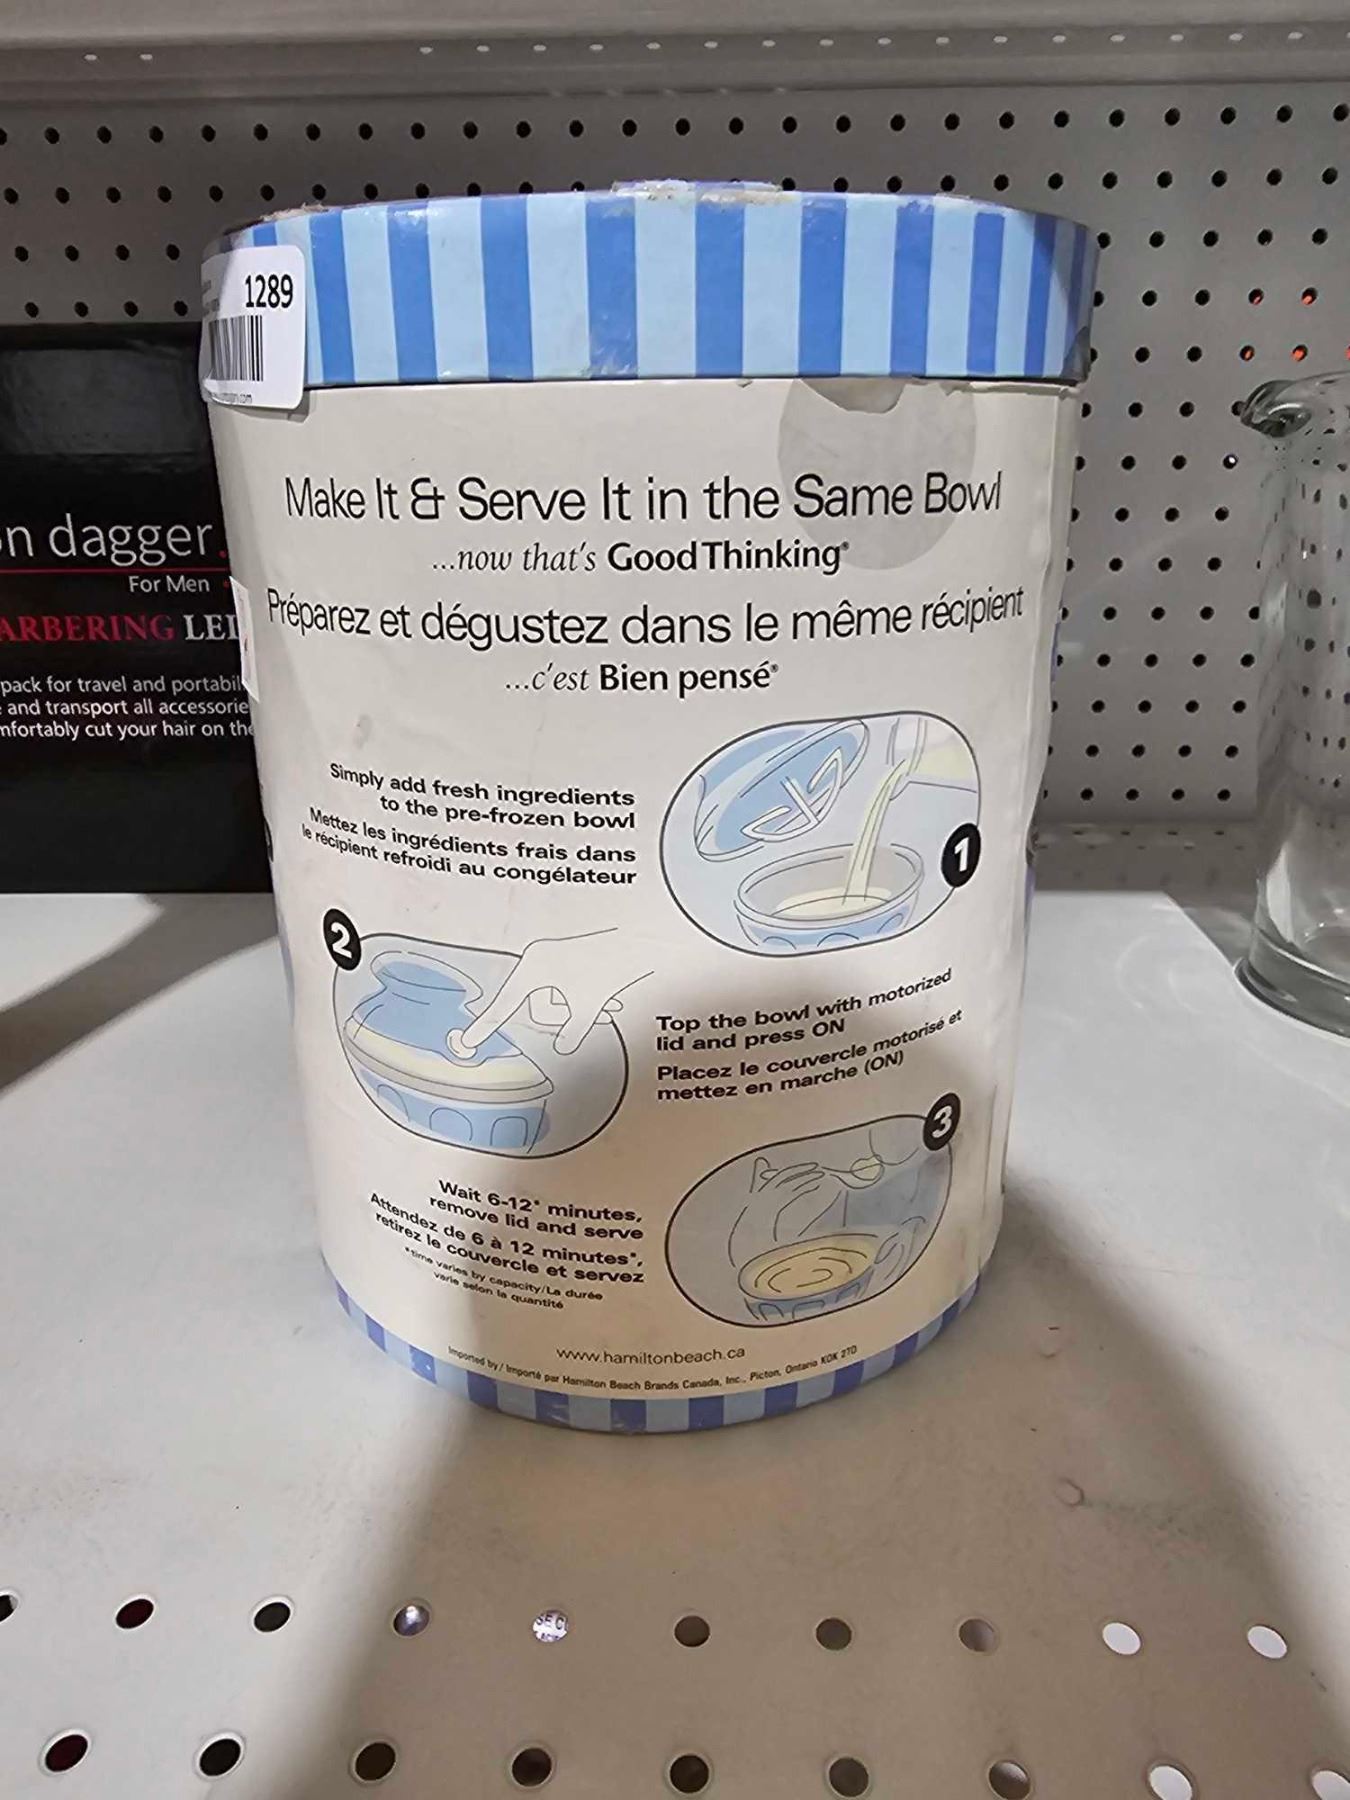 1289
Make It & Serve It in the Same Bowl
...now that's Good Thinking®
Préparez et dégustez dans le même récipient
...c'est Bien pensé®
n dagger
For Men
ARBERING
pack for travel and
and transport all
cut your hair on
Simply add fresh ingredients
to the pre-frozen bowl
Mettez les ingrédients frais dans
le récipient refroidi au congélateur
1
2
Top the bowl with motorized
lid and press ON
Placez le couvercle motorisé et
mettez en marche (ON)
3
Wait 6-12* minutes,
remove lid and serve
Attendez de 6 à 12 minutes*,
retirez le couvercle et servez
*time varies by capacity/La durée
varie selon la quantité
www.hamiltonbeach.ca
Imported by / Importé par Hamilton Beach Brands Canada, Inc., Picton, Ontario K0K 2T0